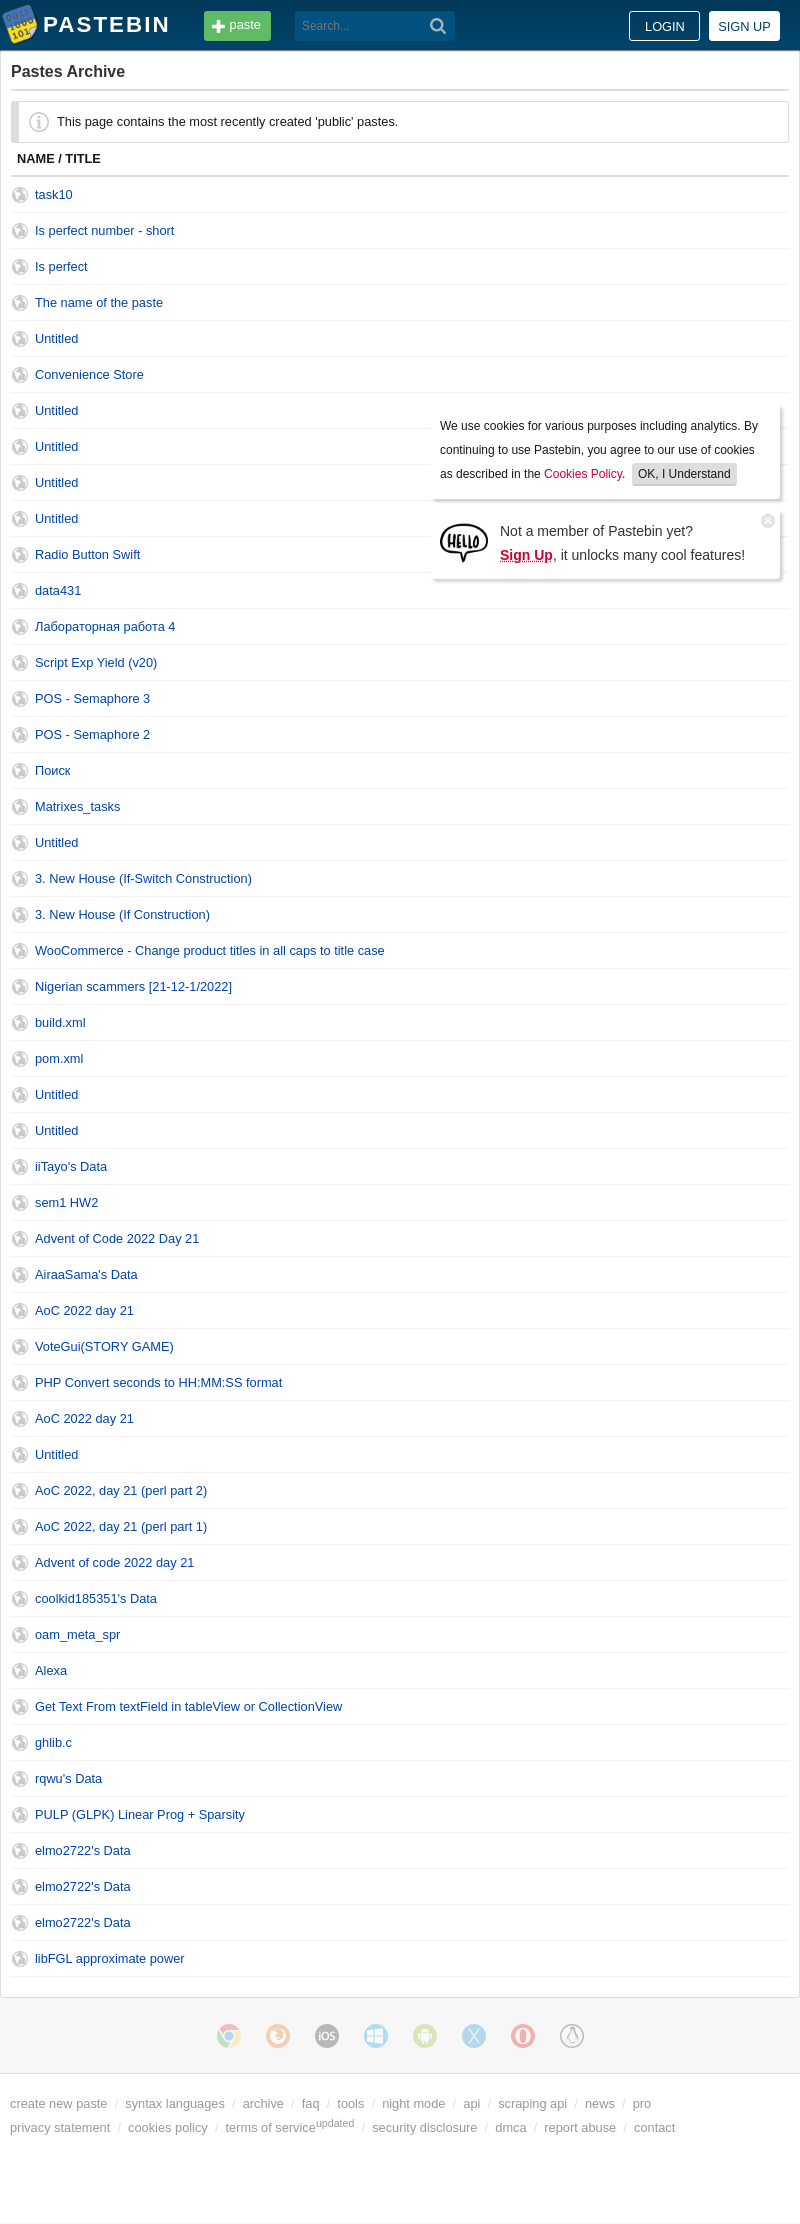 PASTEBIN paste Search... LOGIN SIGN UP
Pastes Archive
This page contains the most recently created 'public' pastes.
NAME / TITLE
task10
Is perfect number - short
Is perfect
The name of the paste
Untitled
Convenience Store
Untitled
Untitled
Untitled
Untitled
Radio Button Swift
We use cookies for various purposes including analytics. By
continuing to use Pastebin, you agree to our use of cookies
as described in the Cookies Policy. OK, I Understand
HELLO
Not a member of Pastebin yet?
Sign Up, it unlocks many cool features!
data431
Лабораторная работа 4
Script Exp Yield (v20)
POS - Semaphore 3
POS - Semaphore 2
Поиск
Matrixes_tasks
Untitled
3. New House (If-Switch Construction)
3. New House (If Construction)
WooCommerce - Change product titles in all caps to title case
Nigerian scammers [21-12-1/2022]
build.xml
pom.xml
Untitled
Untitled
iiTayo's Data
sem1 HW2
Advent of Code 2022 Day 21
AiraaSama's Data
AoC 2022 day 21
VoteGui(STORY GAME)
PHP Convert seconds to HH:MM:SS format
AoC 2022 day 21
Untitled
AoC 2022, day 21 (perl part 2)
AoC 2022, day 21 (perl part 1)
Advent of code 2022 day 21
coolkid185351's Data
oam_meta_spr
Alexa
Get Text From textField in tableView or CollectionView
ghlib.c
rqwu's Data
PULP (GLPK) Linear Prog + Sparsity
elmo2722's Data
elmo2722's Data
elmo2722's Data
libFGL approximate power
iOS
create new paste / syntax languages / archive / faq / tools / night mode / api / scraping api / news / pro
privacy statement / cookies policy / terms of service updated / security disclosure / dmca / report abuse / contact